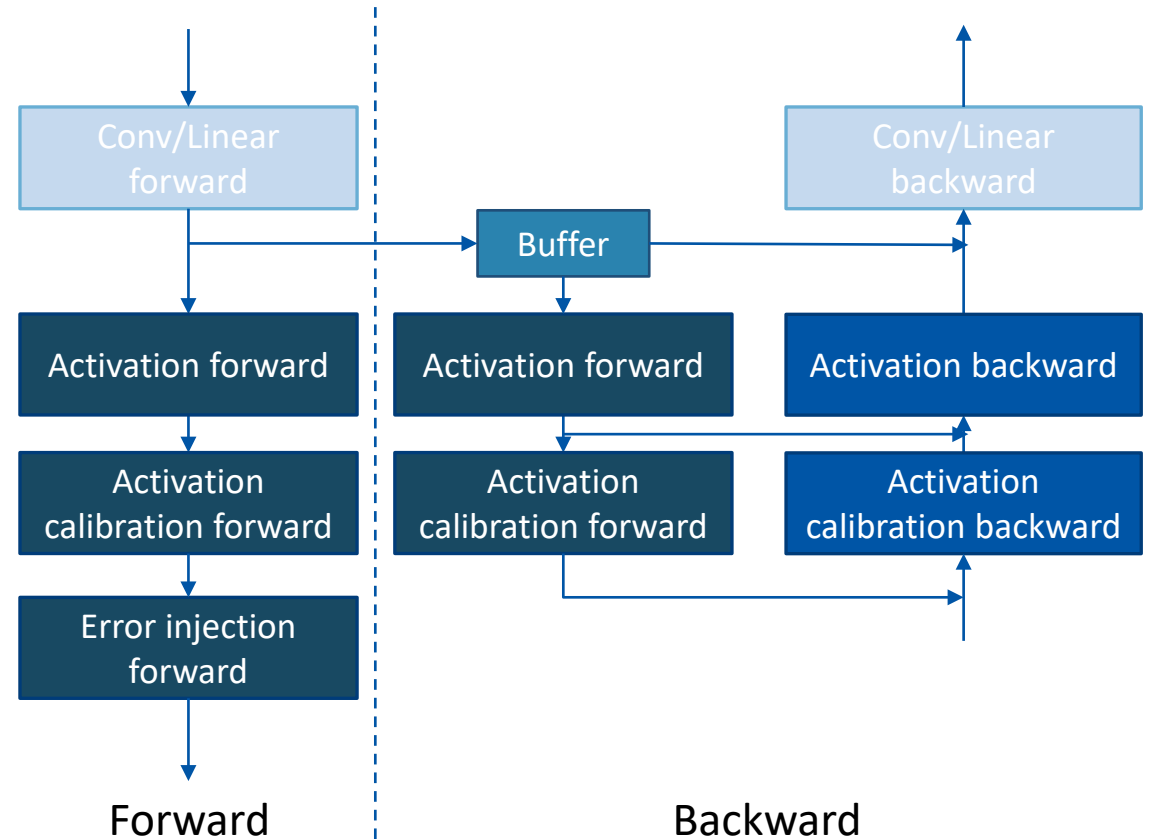 Conv/Linear
forward
Conv/Linear
backward
Buffer
Activation forward
Activation forward
Activation backward
Activation
calibration forward
Activation
calibration forward
Activation
calibration backward
Error injection
forward
Forward
Backward